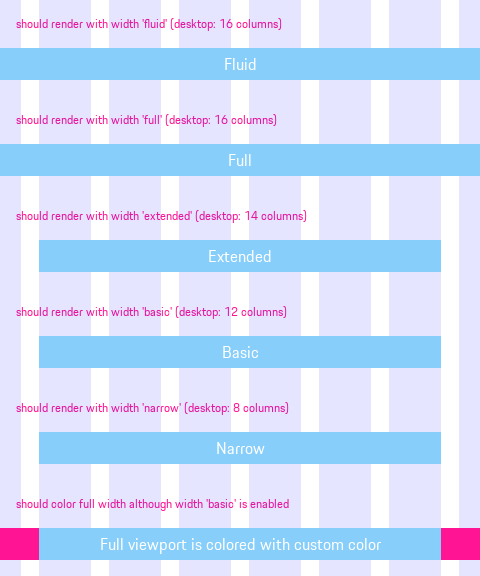 should render with width 'fluid' (desktop: 16 columns)
Fluid
should render with width 'full' (desktop: 16 columns)
Full
should render with width 'extended' (desktop: 14 columns)
Extended
should render with width 'basic' (desktop: 12 columns)
Basic
should render with width 'narrow' (desktop: 8 columns)
Narrow
should color full width although width 'basic' is enabled
Full viewport is colored with custom color